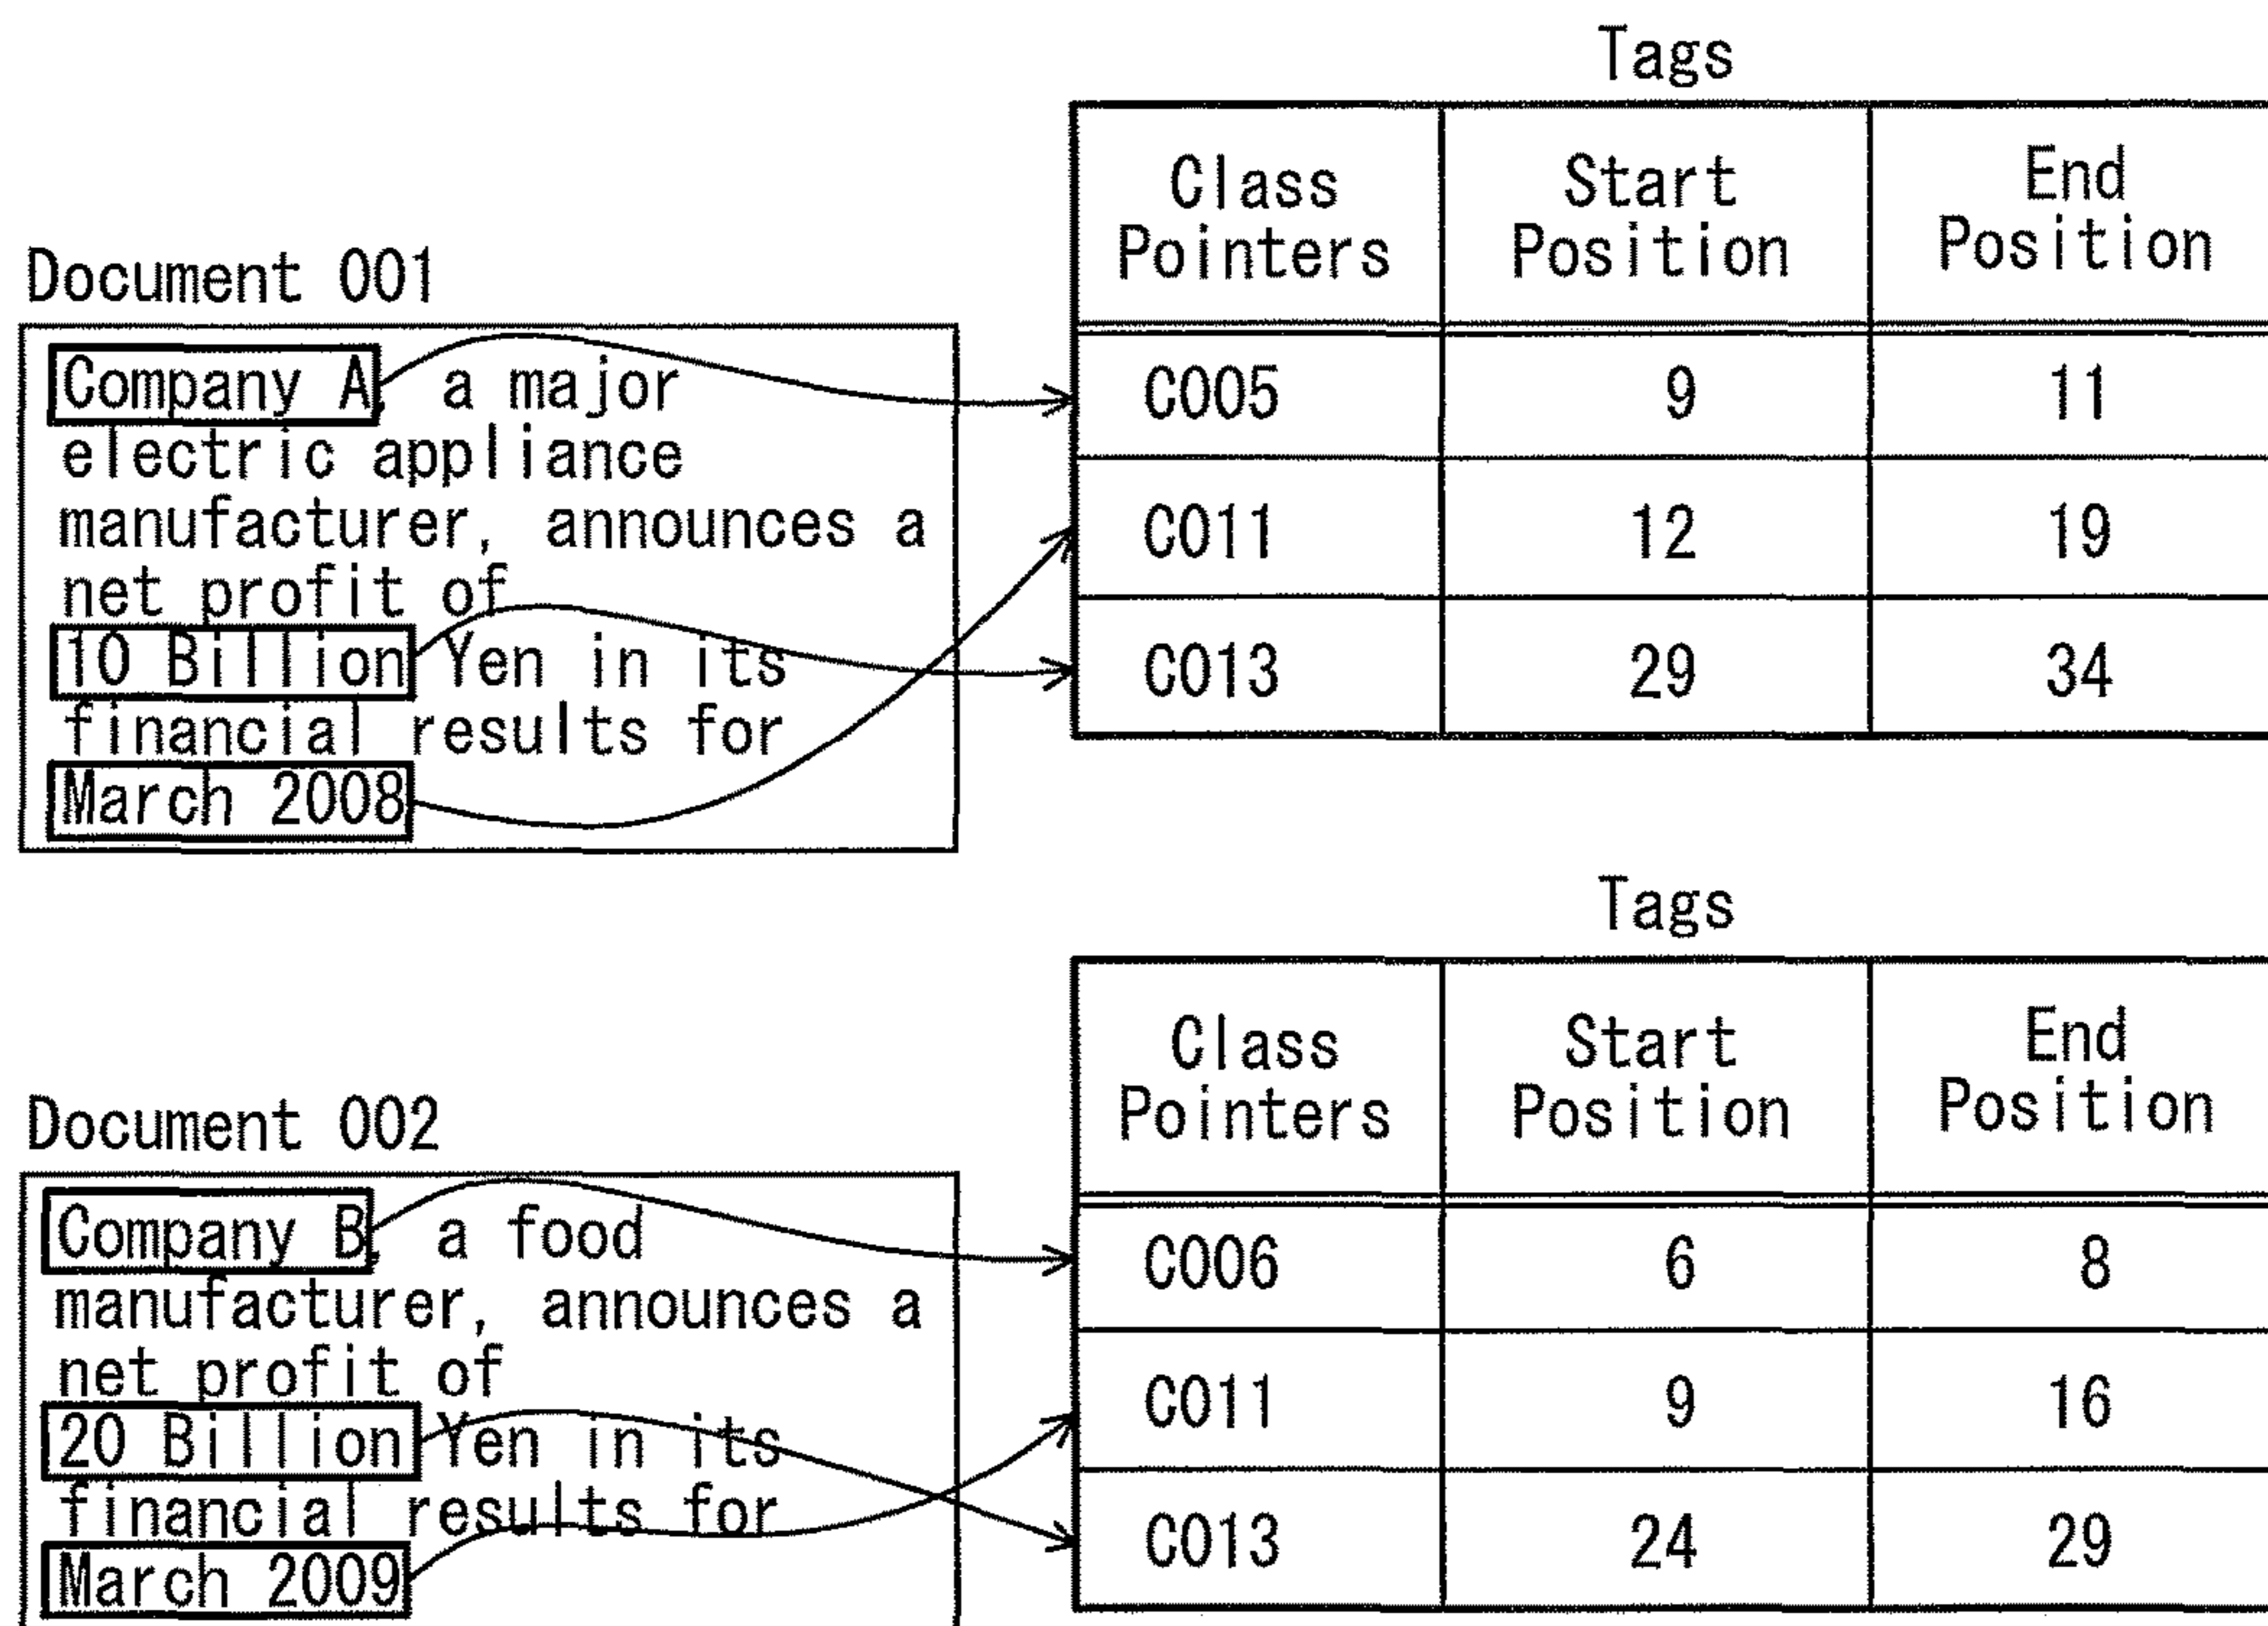 Tags
Class Pointers Start Position End Position
Document 001
Company A, a major
electric appliance
manufacturer, announces a
net profit of
10 Billion Yen in its
financial results for
March 2008
C005 9 11
C011 12 19
C013 29 34
Tags
Class Pointers Start Position End Position
Document 002
Company B, a food
manufacturer, announces a
net profit of
20 Billion Yen in its
financial results for
March 2009
C006 6 8
C011 9 16
C013 24 29